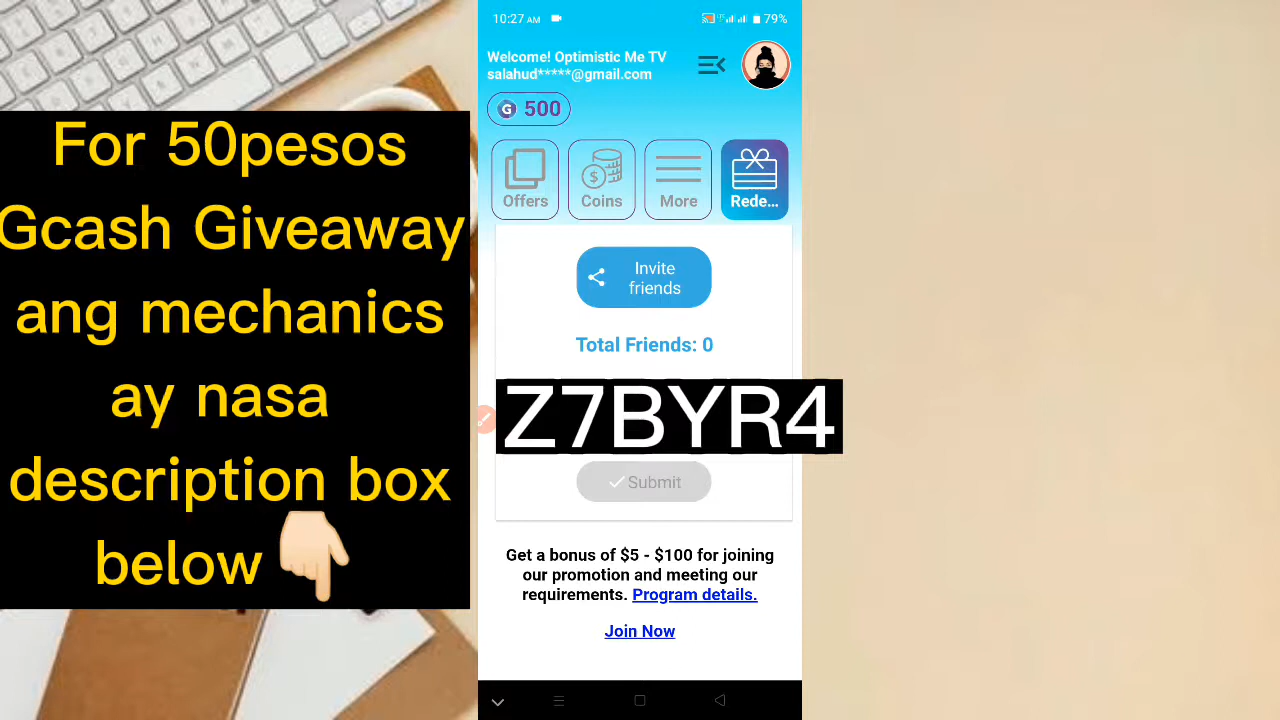 For 50pesos
Gcash Giveaway
ang mechanics
ay nasa
description box
below
10:27 AM
79%
Welcome! Optimistic Me TV
salahud*****@gmail.com
G 500
Offers
Coins
More
Rede...
Invite
friends
Total Friends: 0
Z7BYR4
Submit
Get a bonus of $5 - $100 for joining
our promotion and meeting our
requirements. Program details.
Join Now